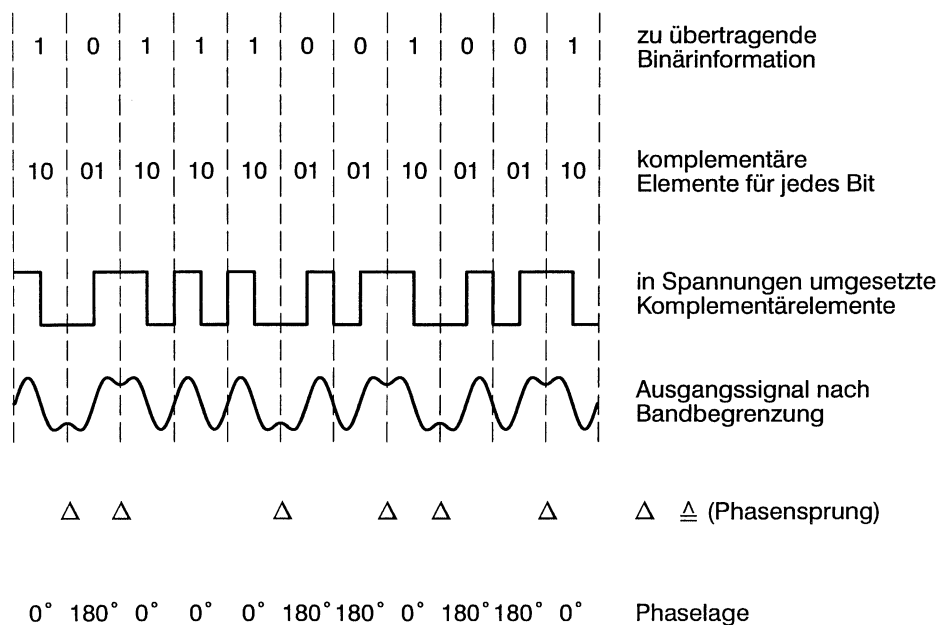 1 0 1 1 1 0 0 1 0 0 1
zu übertragende
Binärinformation
10 01 10 10 10 01 01 10 01 01 10
komplementäre
Elemente für jedes Bit
in Spannungen umgesetzte
Komplementärelemente
Ausgangssignal nach
Bandbegrenzung
Δ Δ Δ Δ Δ Δ
Δ ≙ (Phasensprung)
0° 180° 0° 0° 0° 180° 180° 0° 180° 180° 0°
Phaselage